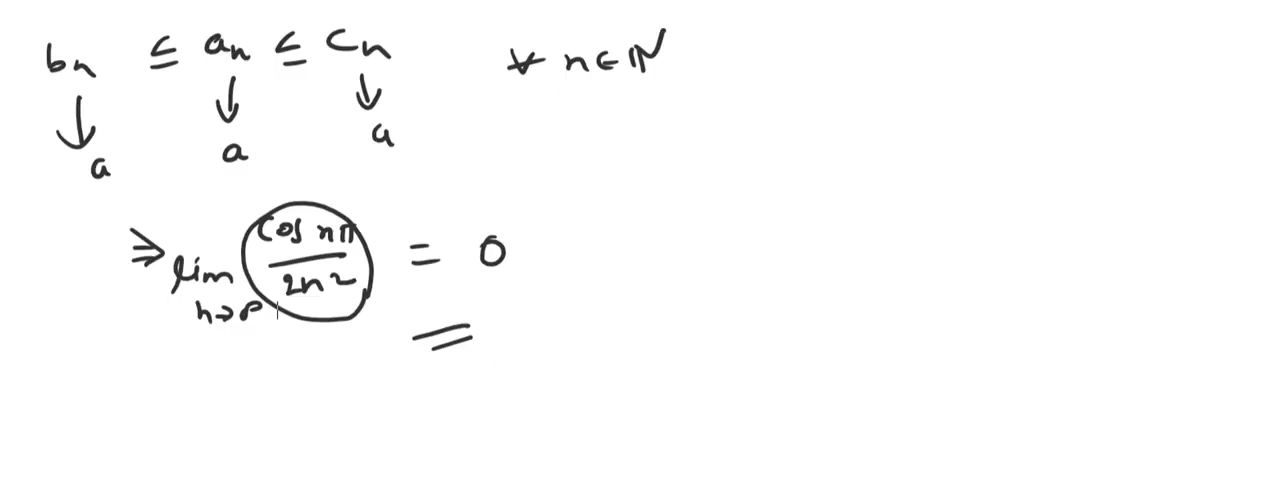 bn ≤ an ≤ cn ∀ n ∈ ℕ
↓ ↓ ↓
a a a
⇒ lim n→∞ (cos nπ / 2n²) = 0